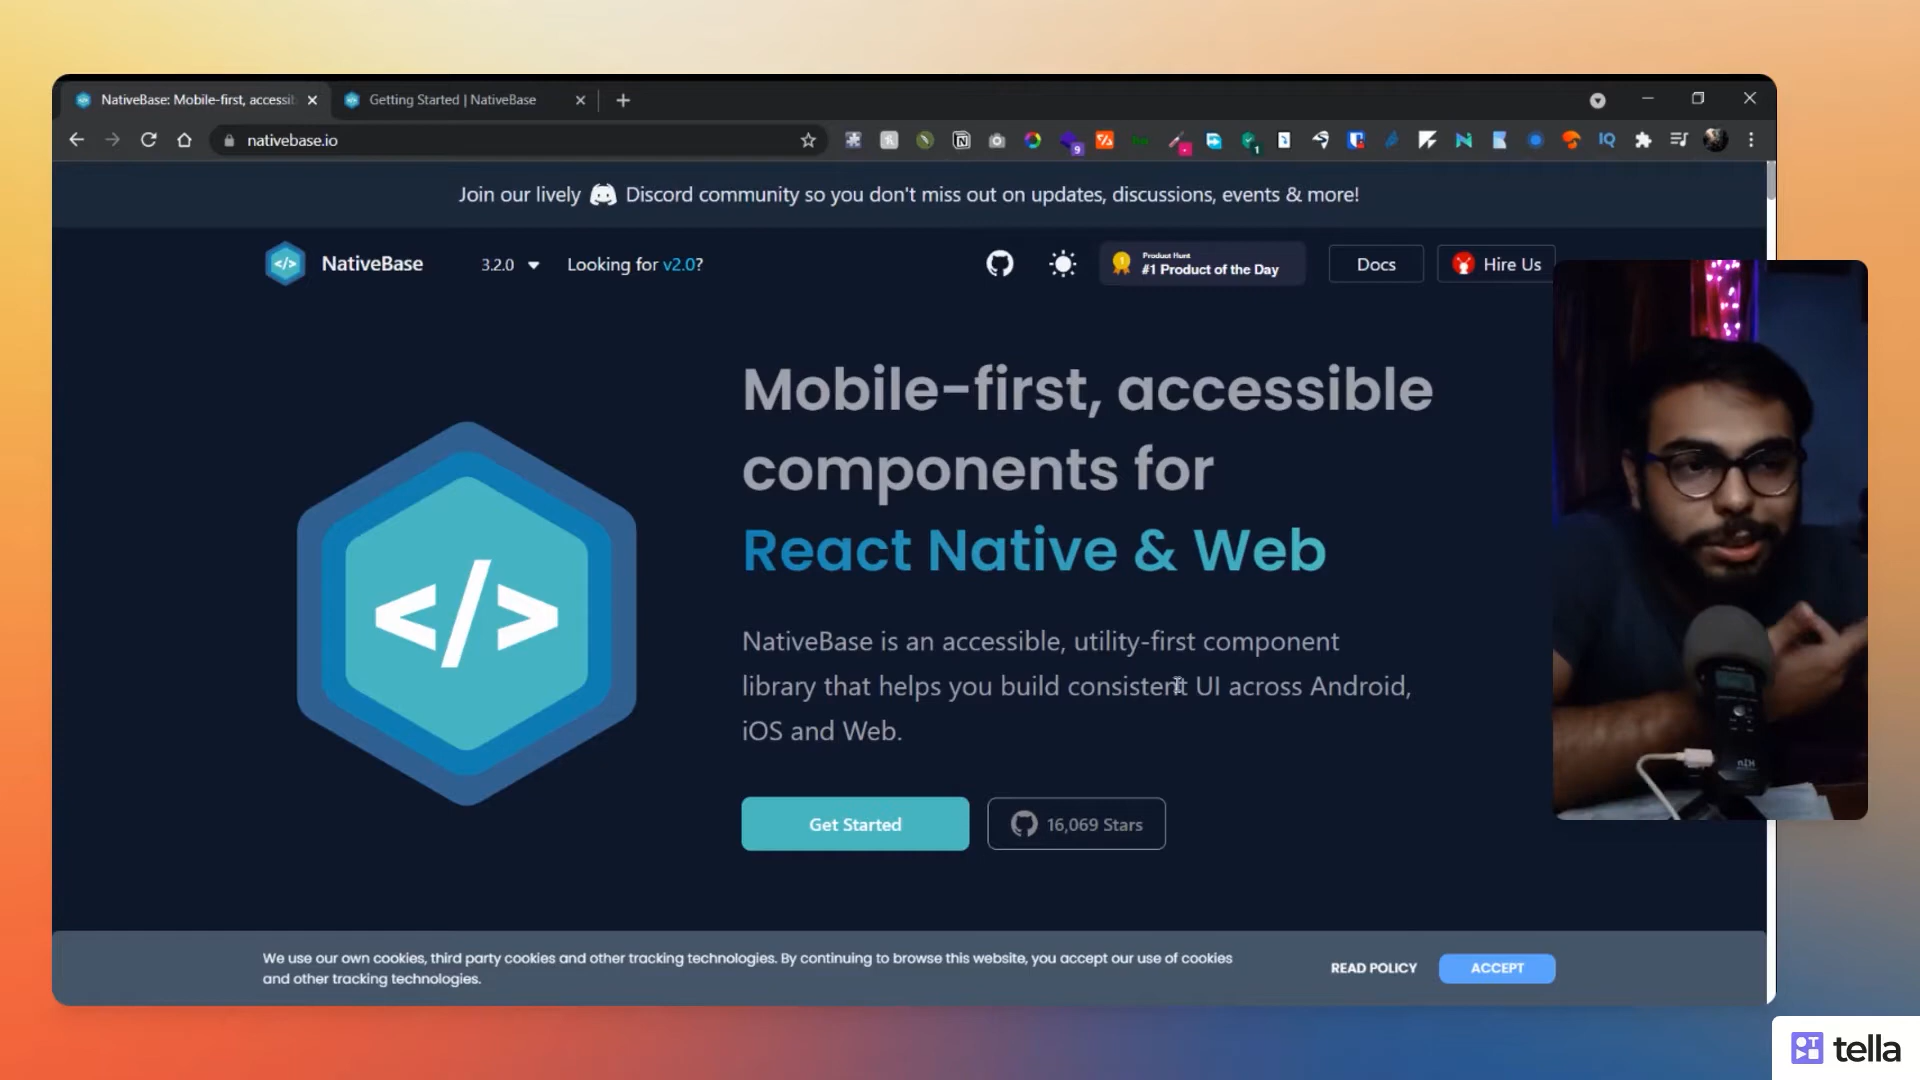 NativeBase: Mobile-first, accessib
Getting Started | NativeBase
nativebase.io
9
1
IQ
Join our lively Discord community so you don't miss out on updates, discussions, events & more!
NativeBase
3.2.0
Looking for v2.0?
Product Hunt
#1 Product of the Day
Docs
Hire Us
Mobile-first, accessible
components for
React Native & Web
</>
NativeBase is an accessible, utility-first component
library that helps you build consistent UI across Android,
iOS and Web.
Get Started
16,069 Stars
We use our own cookies, third party cookies and other tracking technologies. By continuing to browse this website, you accept our use of cookies
and other tracking technologies.
READ POLICY
ACCEPT
H1n
tella